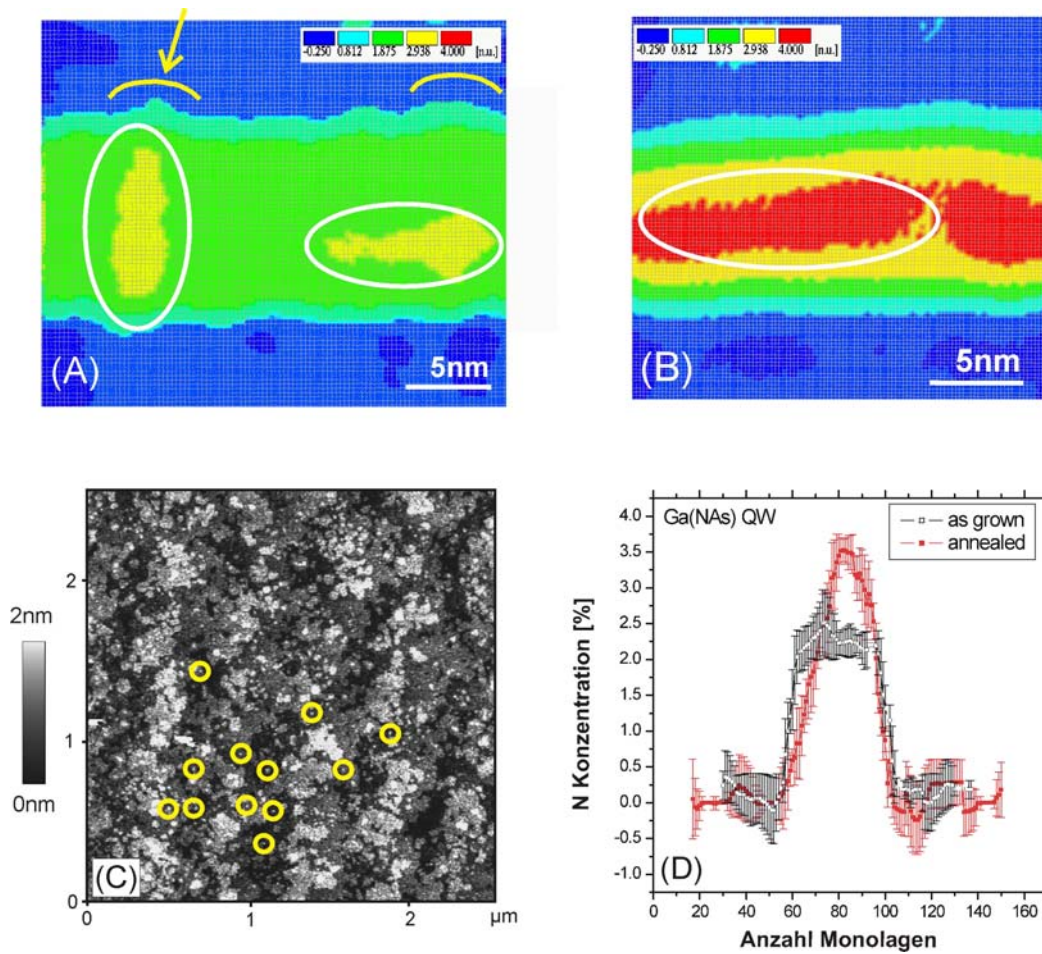 -0.250 0.812 1.875 2.938 4.000 [n.u.]
(A)
5nm
-0.250 0.812 1.875 2.938 4.000 [n.u.]
(B)
5nm
2nm
0nm
2
1
0
(C)
0 1 2 µm
Ga(NAs) QW
as grown
annealed
N Konzentration [%]
4.0
3.5
3.0
2.5
2.0
1.5
1.0
0.5
0.0
-0.5
-1.0
(D)
0 20 40 60 80 100 120 140 160
Anzahl Monolagen